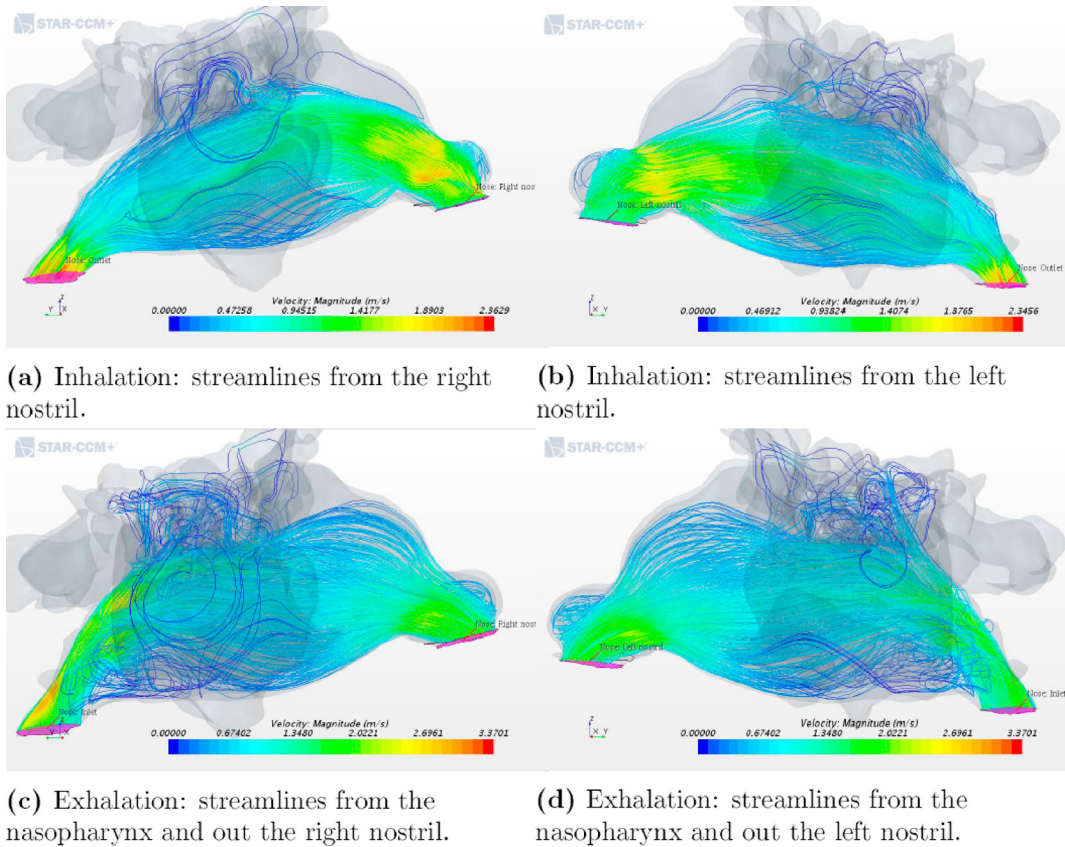 STAR-CCM+
Nose: Right nos
Nose: Outlet
Z
Y X
Velocity: Magnitude (m/s)
0.00000 0.47258 0.94515 1.4177 1.8903 2.3629
(a) Inhalation: streamlines from the right
nostril.
STAR-CCM+
Nose: Left nostril
Nose: Outlet
Z
X Y
Velocity: Magnitude (m/s)
0.00000 0.46912 0.93824 1.4074 1.8765 2.3456
(b) Inhalation: streamlines from the left
nostril.
STAR-CCM+
Nose: Right nost
Nose: Inlet
Y X
Velocity: Magnitude (m/s)
0.00000 0.67402 1.3480 2.0221 2.6961 3.3701
(c) Exhalation: streamlines from the
nasopharynx and out the right nostril.
STAR-CCM+
Nose: Left nostril
Nose: Inlet
Z
X Y
Velocity: Magnitude (m/s)
0.00000 0.67402 1.3480 2.0221 2.6961 3.3701
(d) Exhalation: streamlines from the
nasopharynx and out the left nostril.